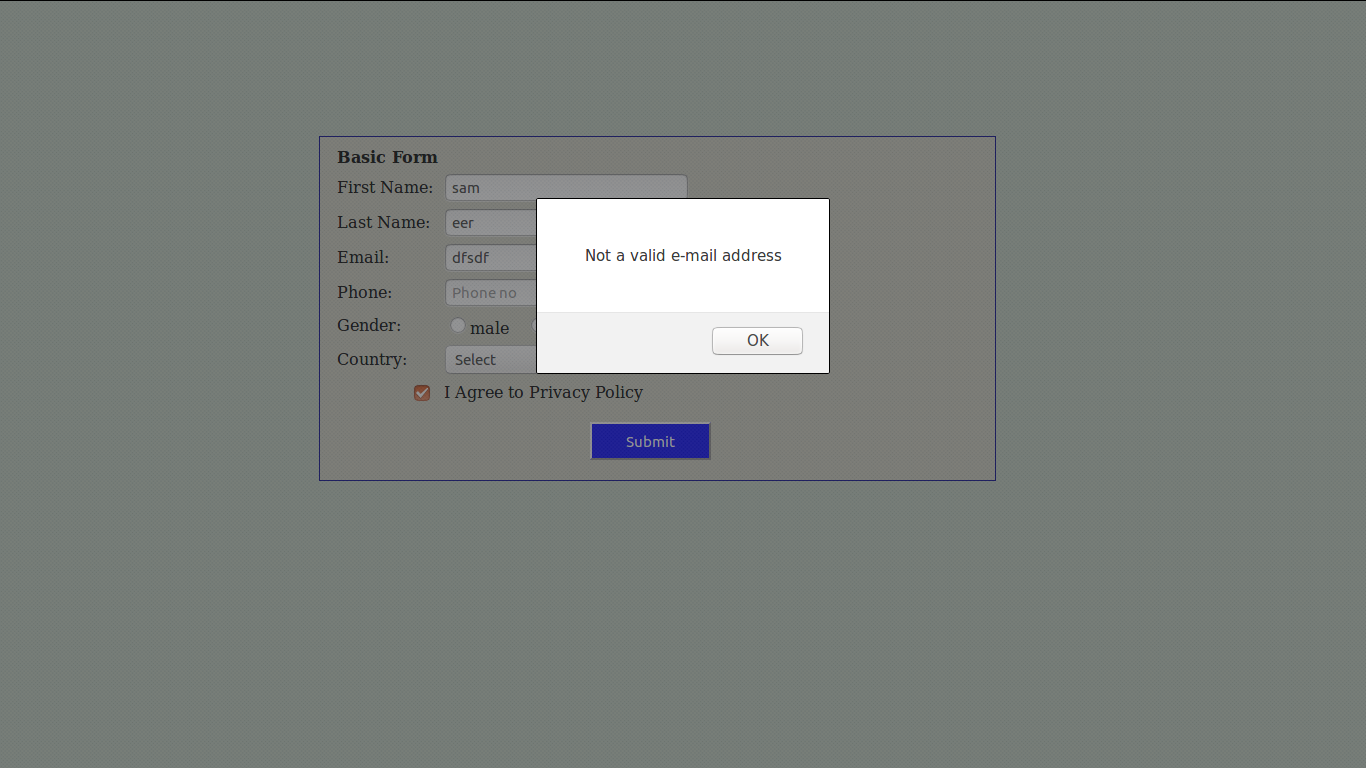 Basic Form
First Name: sam
Last Name: eer
Email: dfsdf
Phone: Phone no
Gender: male
Country: Select
I Agree to Privacy Policy
Submit
Not a valid e-mail address
OK